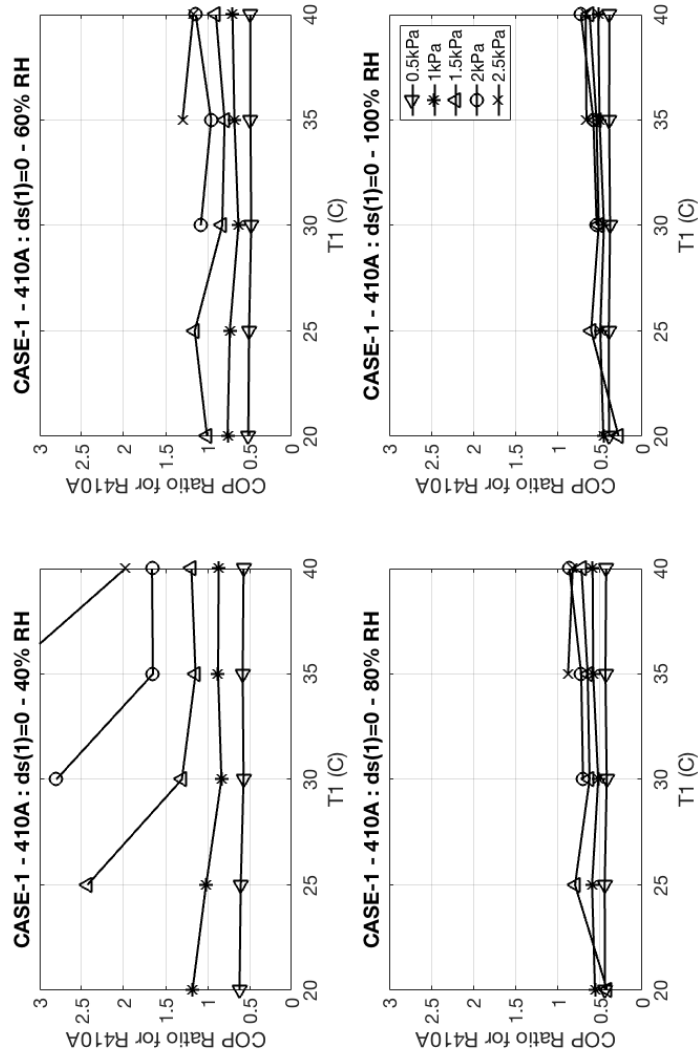 CASE-1 - 410A : ds(1)=0 - 40% RH
3
2.5
2
1.5
1
0.5
0
COP Ratio for R410A
20 25 30 35 40
T1 (C)
CASE-1 - 410A : ds(1)=0 - 60% RH
3
2.5
2
1.5
1
0.5
0
COP Ratio for R410A
20 25 30 35 40
T1 (C)
CASE-1 - 410A : ds(1)=0 - 80% RH
3
2.5
2
1.5
1
0.5
0
COP Ratio for R410A
20 25 30 35 40
T1 (C)
CASE-1 - 410A : ds(1)=0 - 100% RH
3
2.5
2
1.5
1
0.5
0
COP Ratio for R410A
20 25 30 35 40
T1 (C)
0.5kPa
1kPa
1.5kPa
2kPa
2.5kPa